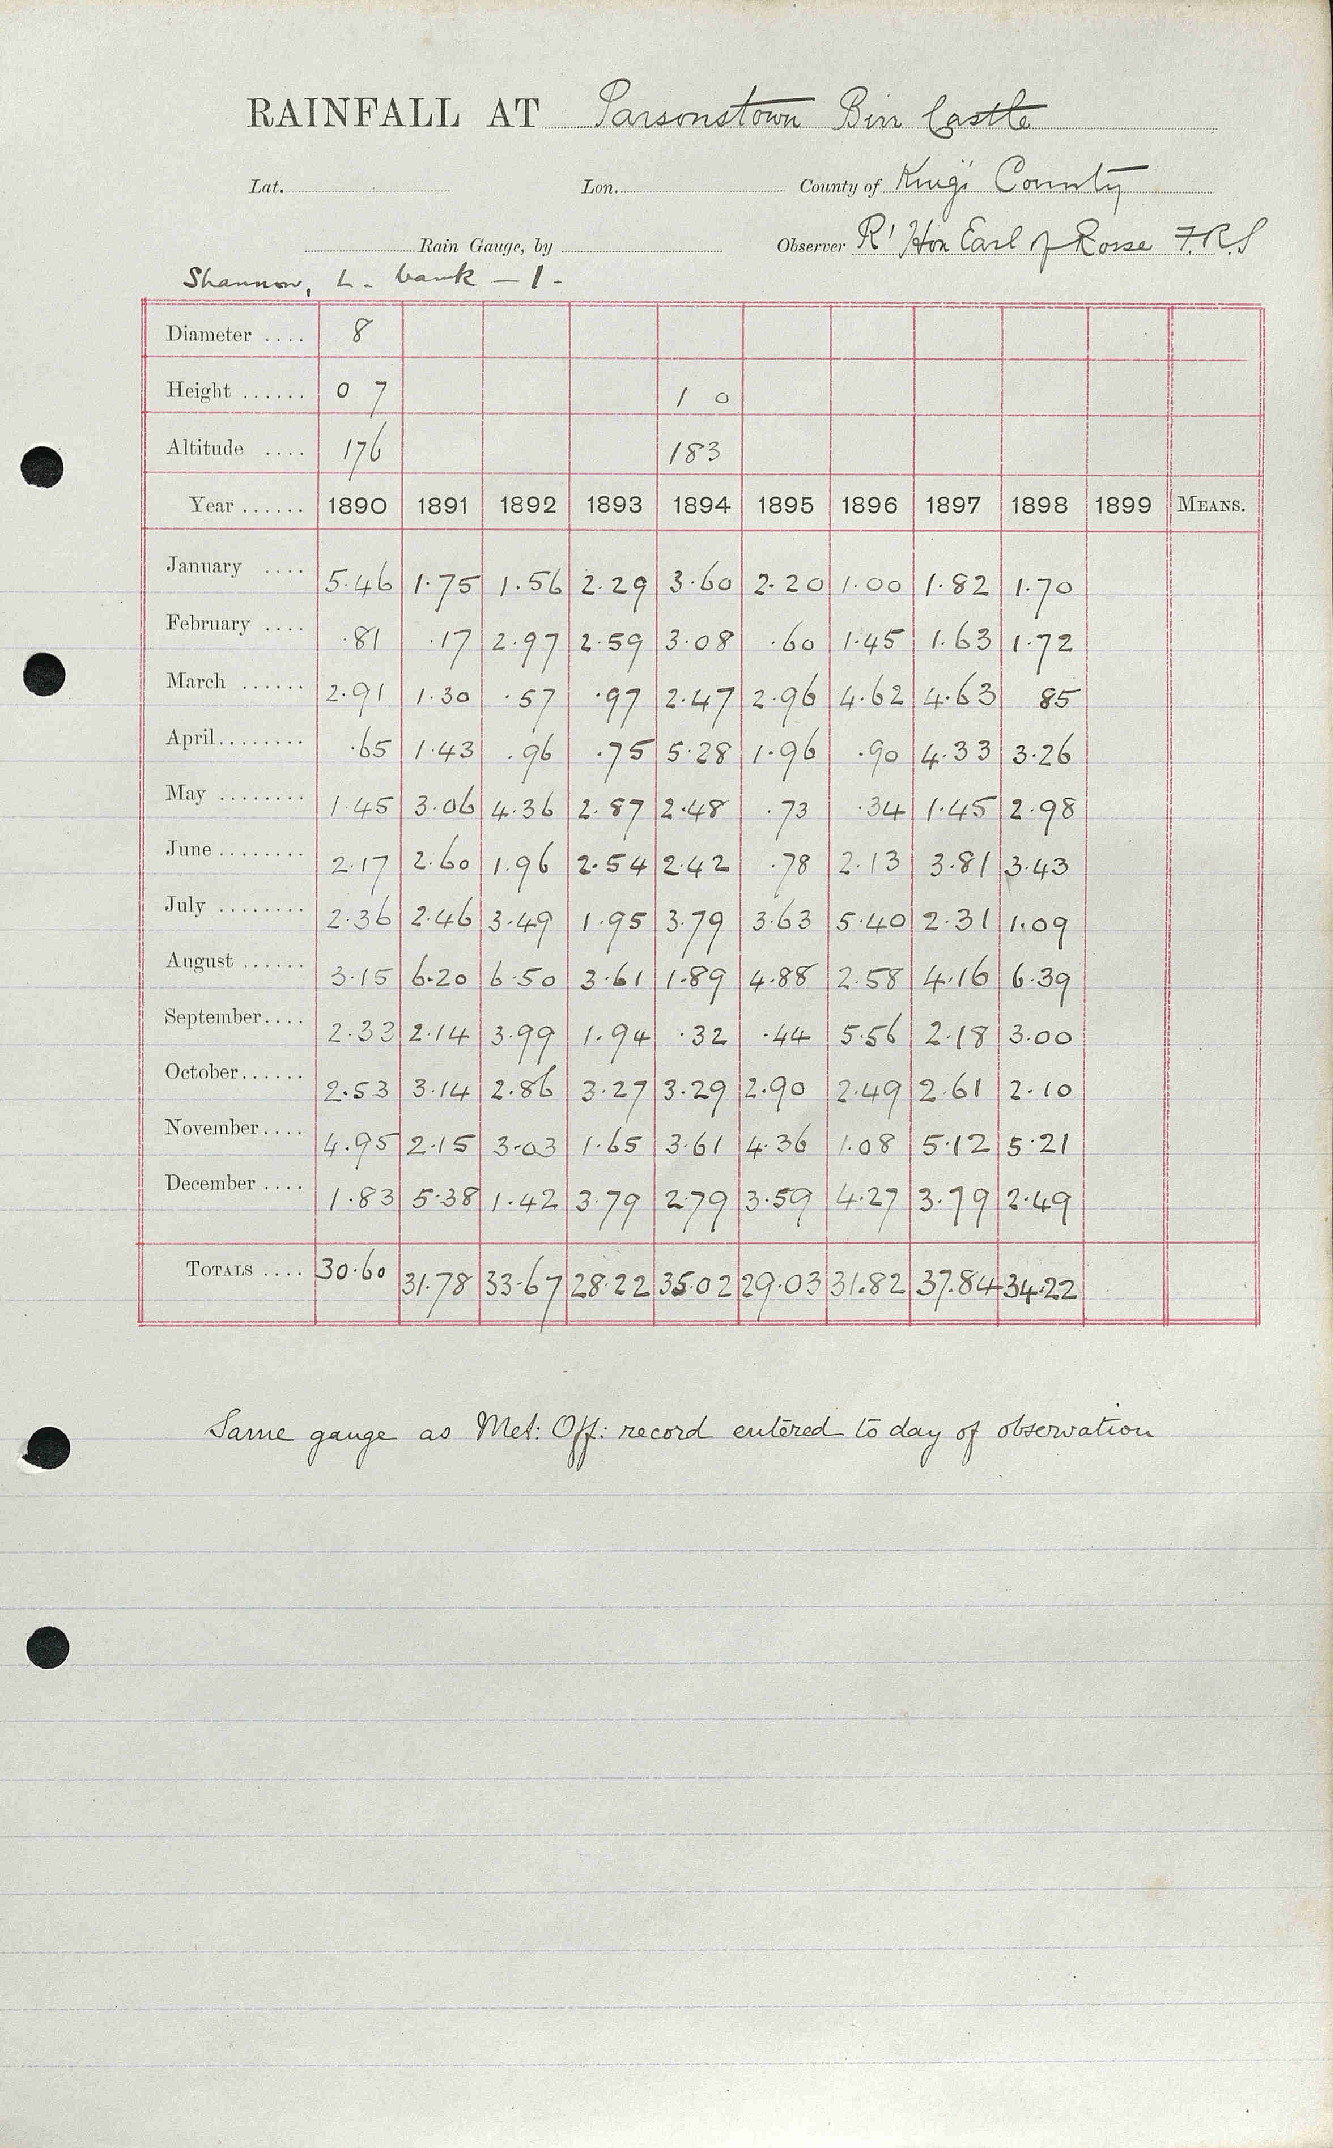 RAINFALL AT Parsonstown Birr Castle
Lat. Lon. County of King's County
Rain Gauge, by Observer Rt Hon Earl of Rosse F.R.S
Shannon, L. bank — 1 -
Diameter .... 8
Height ...... 0 7 1 0
Altitude .... 176 183
Year ...... 1890 1891 1892 1893 1894 1895 1896 1897 1898 1899 MEANS.
January .... 5.46 1.75 1.56 2.29 3.60 2.20 1.00 1.82 1.70
February .... .81 .17 2.97 2.59 3.08 .60 1.45 1.63 1.72
March ...... 2.91 1.30 .57 .97 2.47 2.96 4.62 4.63 85
April........ .65 1.43 .96 .75 5.28 1.96 .90 4.33 3.26
May ........ 1.45 3.06 4.36 2.87 2.48 .73 .34 1.45 2.98
June ........ 2.17 2.60 1.96 2.54 2.42 .78 2.13 3.81 3.43
July ........ 2.36 2.46 3.49 1.95 3.79 3.63 5.40 2.31 1.09
August ...... 3.15 6.20 6.50 3.61 1.89 4.88 2.58 4.16 6.39
September.... 2.33 2.14 3.99 1.94 .32 .44 5.56 2.18 3.00
October...... 2.53 3.14 2.86 3.27 3.29 2.90 2.49 2.61 2.10
November.... 4.95 2.15 3.03 1.65 3.61 4.36 1.08 5.12 5.21
December .... 1.83 5.38 1.42 3.79 2.79 3.59 4.27 3.79 2.49
TOTALS .... 30.60 31.78 33.67 28.22 35.02 29.03 31.82 37.84 34.22
Same gauge as Met: Off: record entered to day of observation